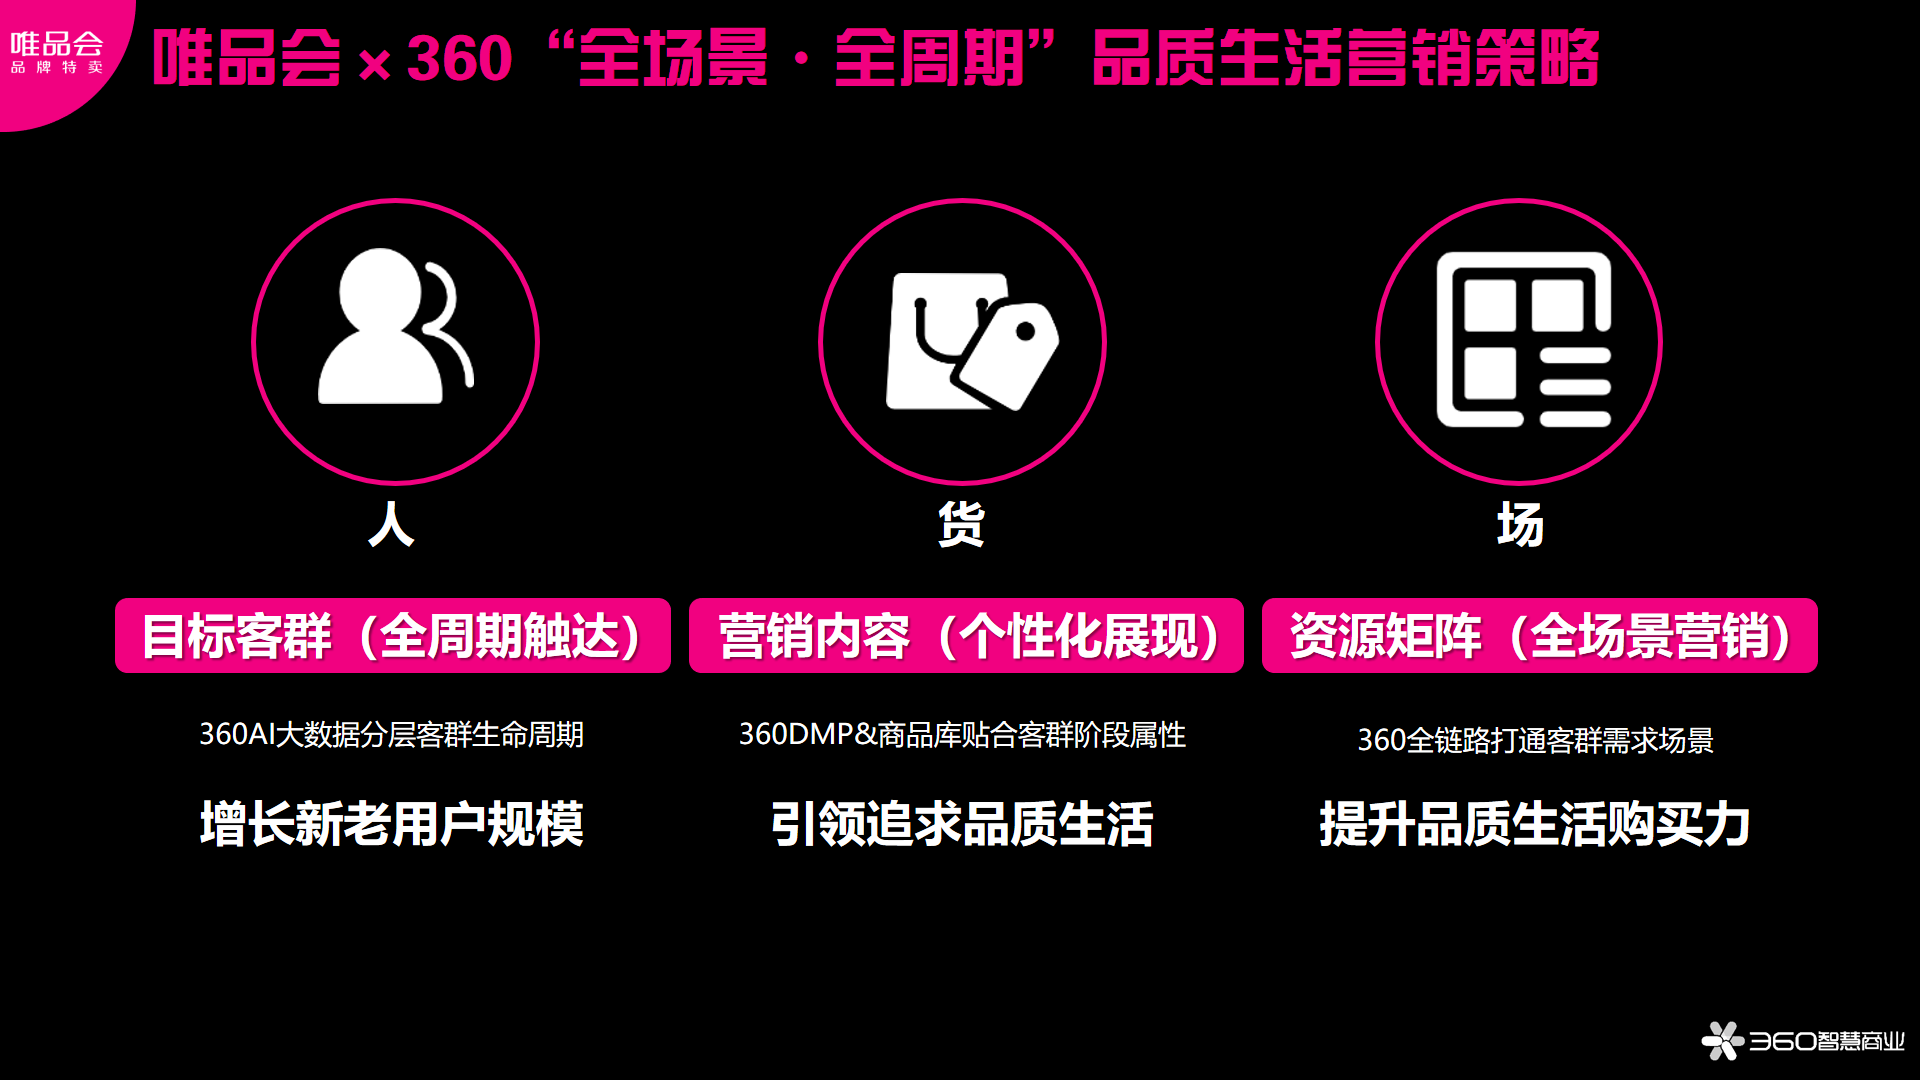 唯品会
品牌特卖
唯品会 × 360 “全场景 · 全周期” 品质生活营销策略
人
货
场
目标客群（全周期触达）
营销内容（个性化展现）
资源矩阵（全场景营销）
360AI大数据分层客群生命周期
360DMP&商品库贴合客群阶段属性
360全链路打通客群需求场景
增长新老用户规模
引领追求品质生活
提升品质生活购买力
360智慧商业